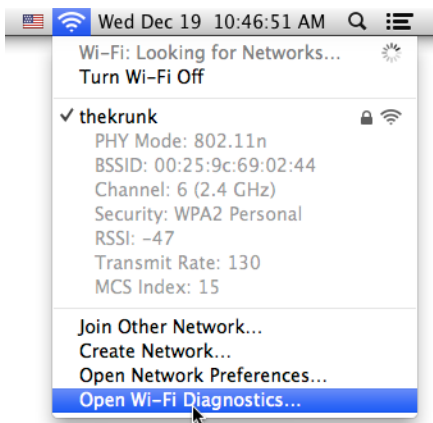 Wed Dec 19 10:46:51 AM
Wi-Fi: Looking for Networks...
Turn Wi-Fi Off
thekrunk
PHY Mode: 802.11n
BSSID: 00:25:9c:69:02:44
Channel: 6 (2.4 GHz)
Security: WPA2 Personal
RSSI: -47
Transmit Rate: 130
MCS Index: 15
Join Other Network...
Create Network...
Open Network Preferences...
Open Wi-Fi Diagnostics...